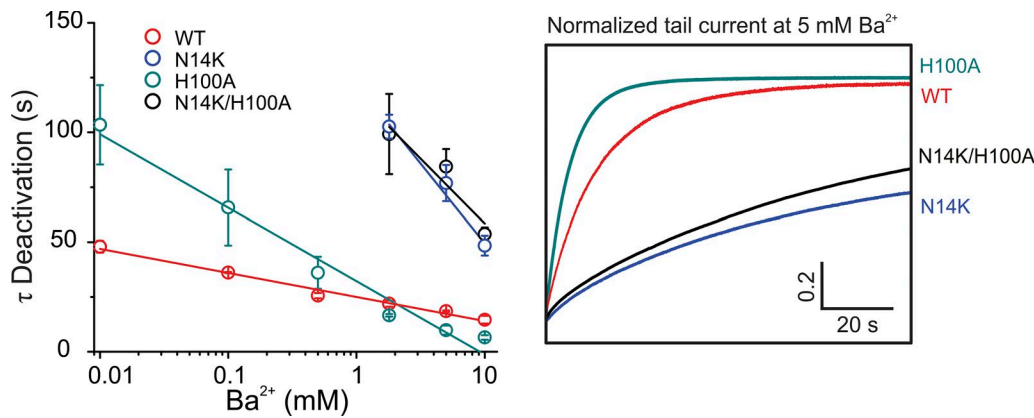 150
100
50
0
τ Deactivation (s)
WT
N14K
H100A
N14K/H100A
0.01
0.1
1
10
Ba²⁺ (mM)
Normalized tail current at 5 mM Ba²⁺
H100A
WT
N14K/H100A
N14K
0.2
20 s